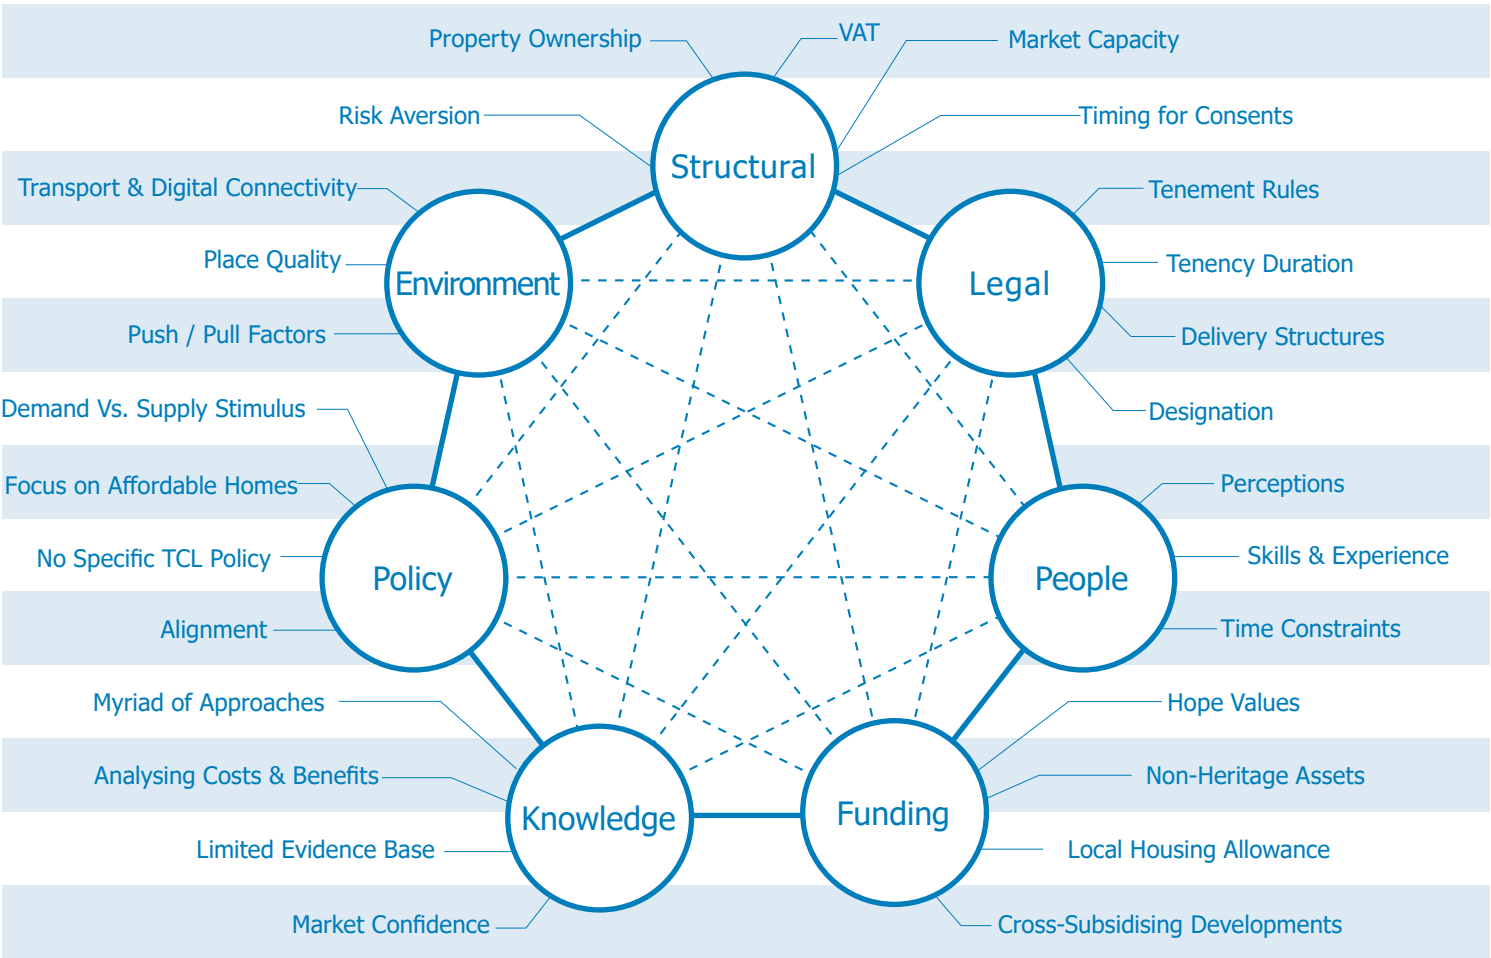 Property Ownership
VAT
Market Capacity
Risk Aversion
Timing for Consents
Structural
Transport & Digital Connectivity
Tenement Rules
Place Quality
Tenency Duration
Environment
Legal
Push / Pull Factors
Delivery Structures
Demand Vs. Supply Stimulus
Designation
Focus on Affordable Homes
Perceptions
No Specific TCL Policy
Skills & Experience
Policy
People
Alignment
Time Constraints
Myriad of Approaches
Hope Values
Analysing Costs & Benefits
Non-Heritage Assets
Knowledge
Funding
Limited Evidence Base
Local Housing Allowance
Market Confidence
Cross-Subsidising Developments